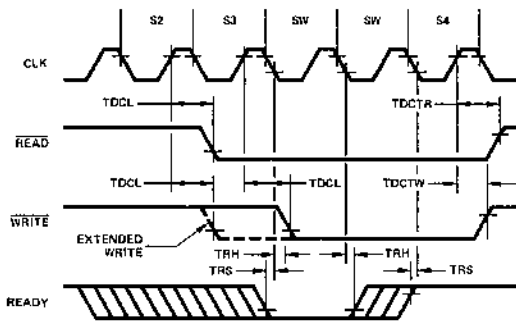 S2 S3 SW SW S4
CLK
TDCL TDCTR
READ
TDCL TDCL TDCTW
WRITE
EXTENDED
WRITE
TRH TRH
TRS TRS
READY